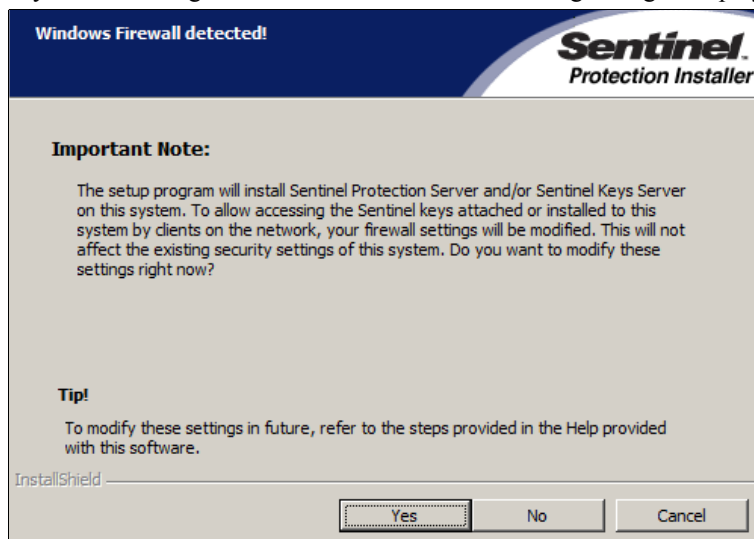 Windows Firewall detected!
Sentinel.
Protection Installer
Important Note:
The setup program will install Sentinel Protection Server and/or Sentinel Keys Server
on this system. To allow accessing the Sentinel keys attached or installed to this
system by clients on the network, your firewall settings will be modified. This will not
affect the existing security settings of this system. Do you want to modify these
settings right now?
Tip!
To modify these settings in future, refer to the steps provided in the Help provided
with this software.
InstallShield
Yes No Cancel